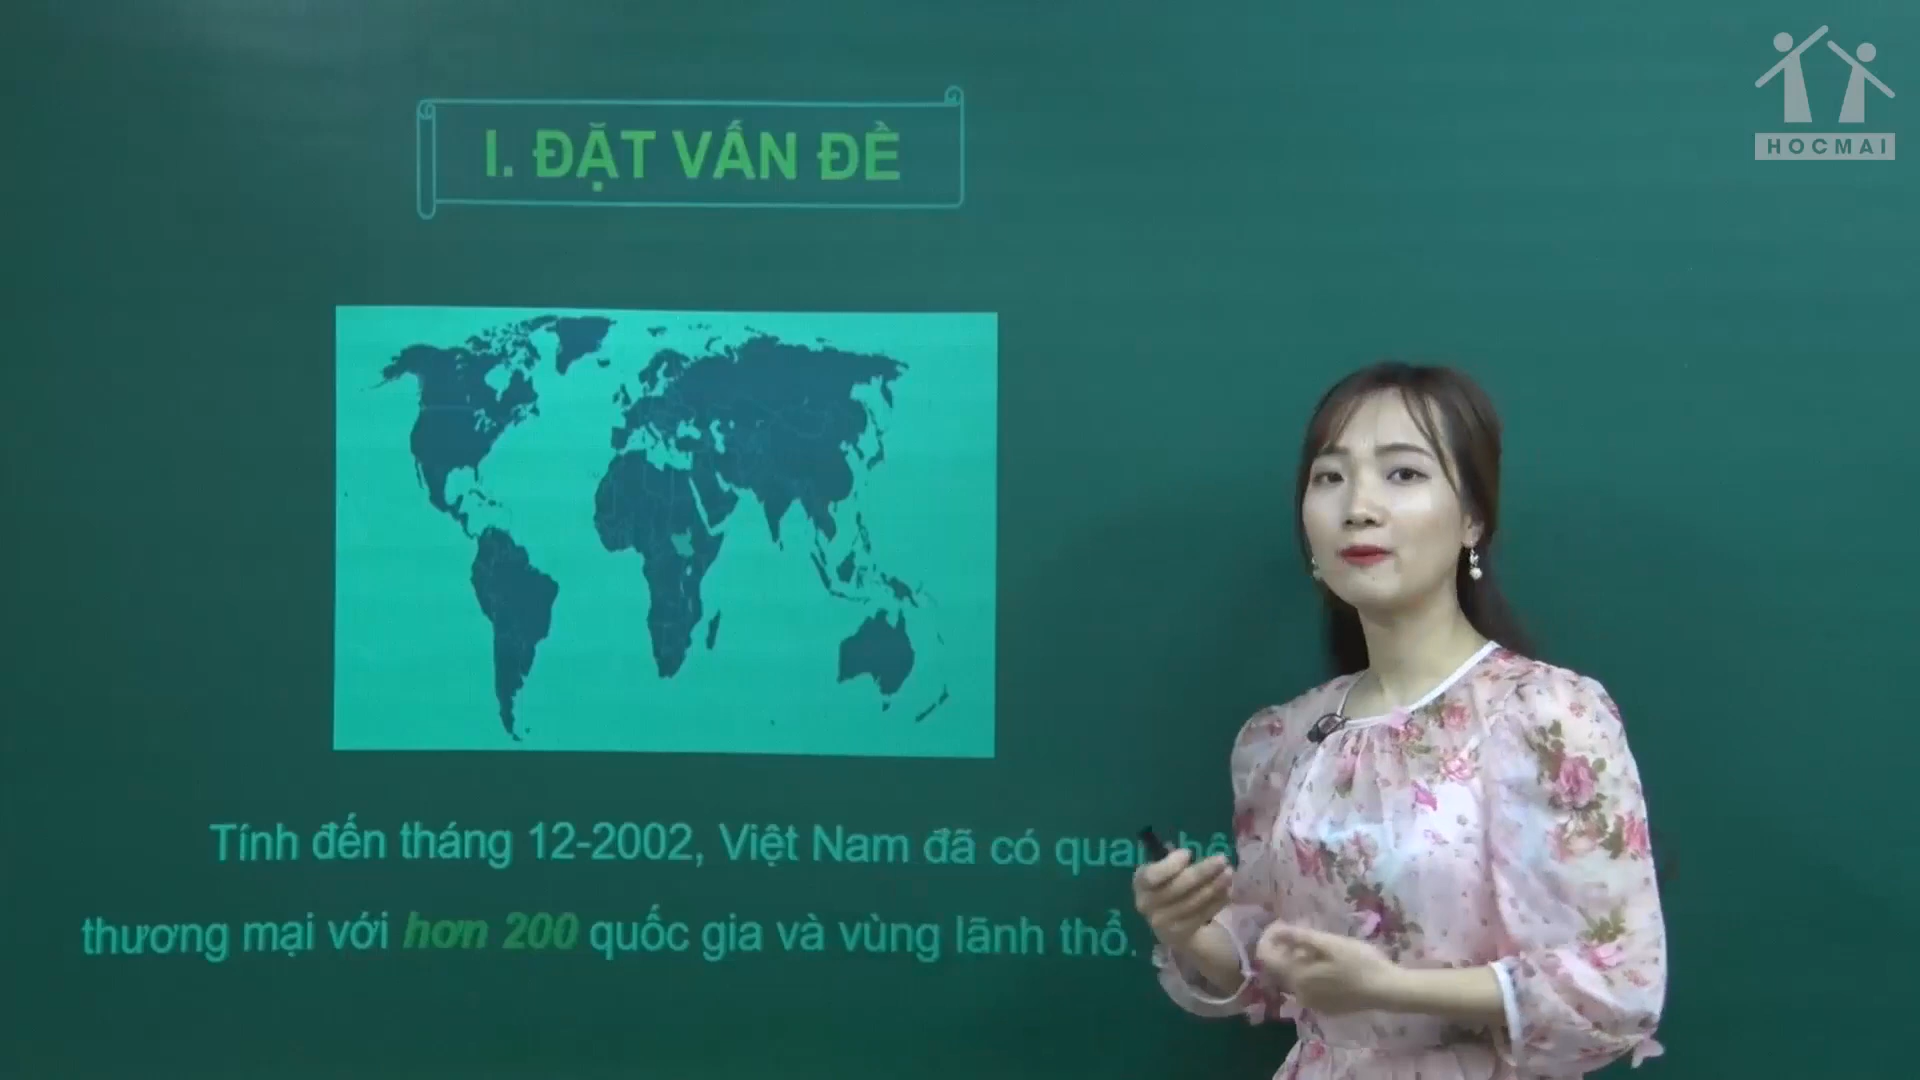 HOCMAI
I. ĐẶT VẤN ĐỀ
Tính đến tháng 12-2002, Việt Nam đã có
thương mại với hơn 200 quốc gia và vùng lãnh thổ.